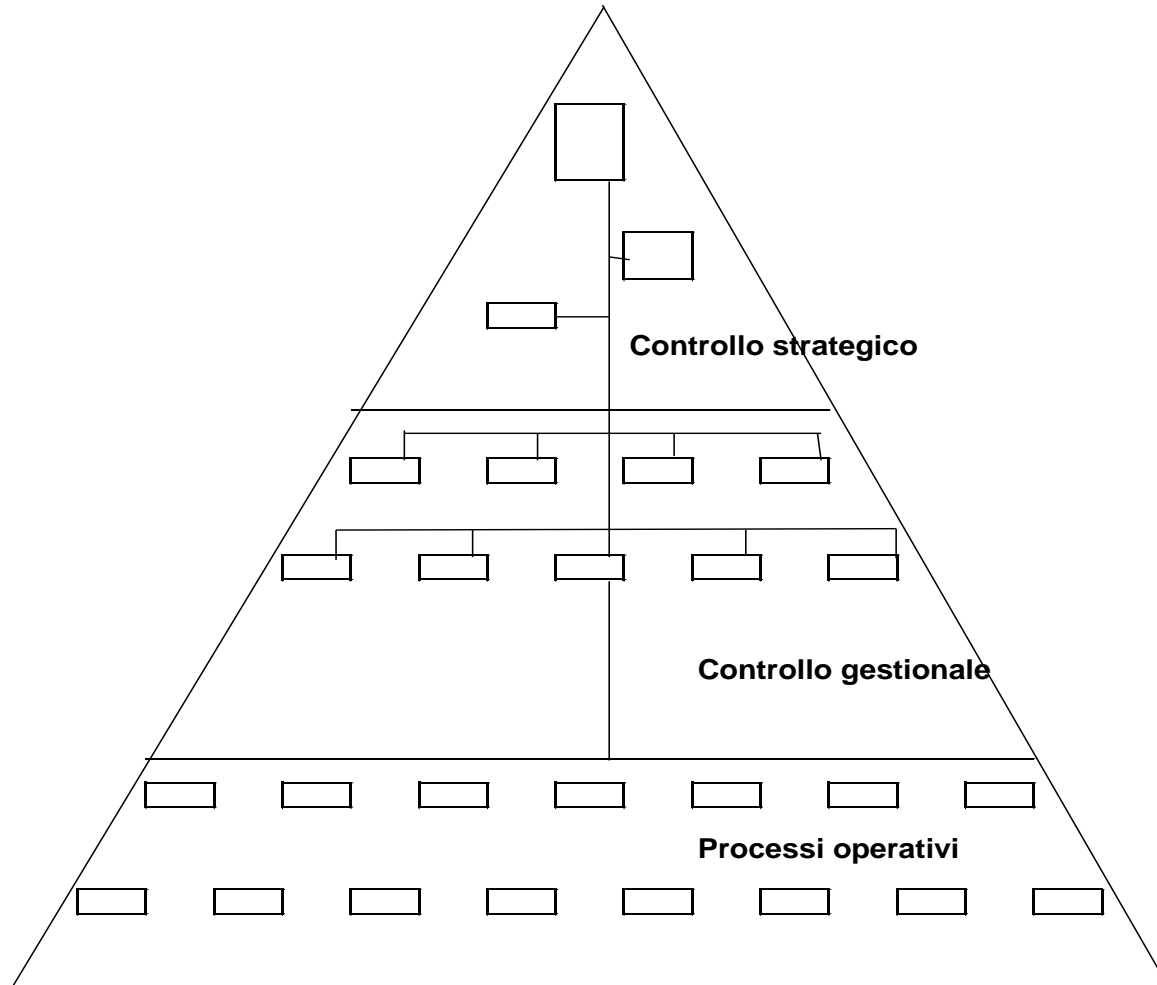 Controllo strategico
Controllo gestionale
Processi operativi